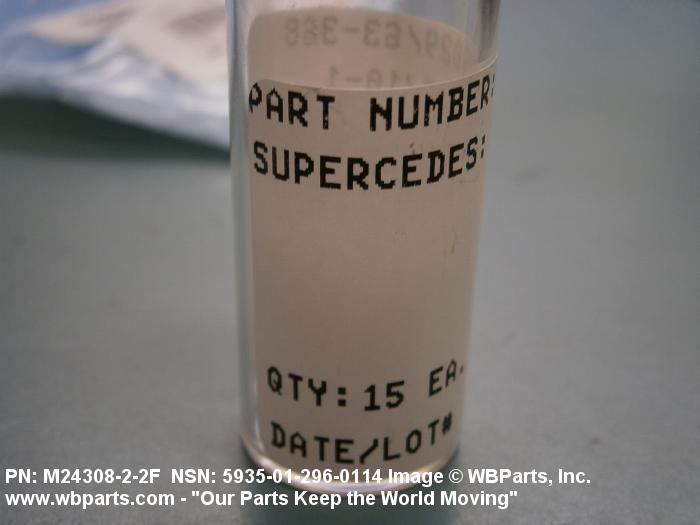 PART NUMBER:
SUPERCEDES:
QTY: 15 EA.
DATE/LOT#
PN: M24308-2-2F NSN: 5935-01-296-0114 Image © WBParts, Inc.
www.wbparts.com - "Our Parts Keep the World Moving"